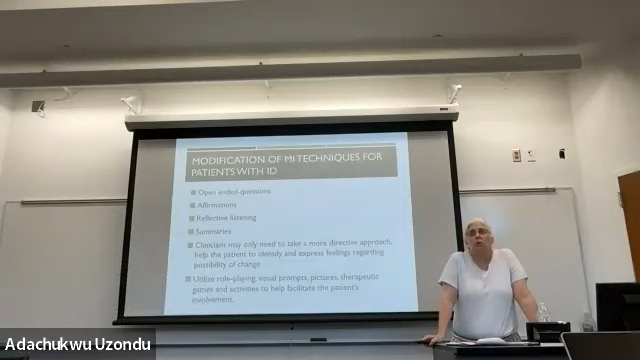 MODIFICATION OF MI TECHNIQUES FOR
PATIENTS WITH ID
Open ended-questions
Affirmations
Reflective listening
Summaries
Clinicians may only need to take a more directive approach,
help the patient to identify and express feelings regarding
possibility of change
Utilize role-playing, visual prompts, pictures, therapeutic
games and activities to help facilitate the patient's
involvement.
Adachukwu Uzondu